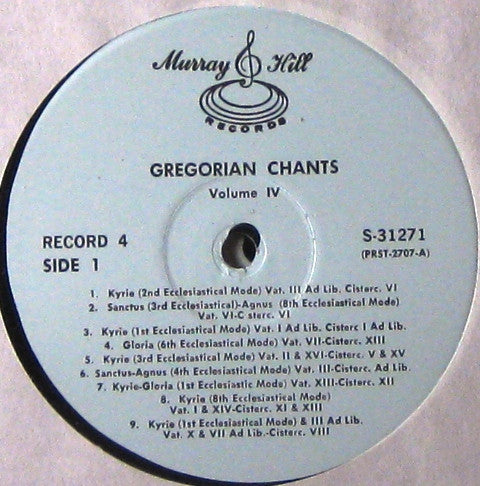 Murray Hill
RECORDS
GREGORIAN CHANTS
Volume IV
RECORD 4
SIDE 1
S-31271
(PRST-2707-A)
1. Kyrie (2nd Ecclesiastical Mode) Vat. III Ad Lib. Cisterc. VI
2. Sanctus (3rd Ecclesiastical)-Agnus (8th Ecclesiastical Mode)
Vat. VI-C sterc. VI
3. Kyrie (1st Ecclesiastical Mode) Vat. I Ad Lib. Cisterc I Ad Lib.
4. Gloria (6th Ecclesiastical Mode) Vat. VII-Cisterc. XIII
5. Kyrie (3rd Ecclesiastical Mode) Vat. II & XVI-Cisterc. V & XV
6. Sanctus-Agnus (4th Ecclesiastical Mode) Vat. III-Cisterc. Ad Lib.
7. Kyrie-Gloria (1st Ecclesiastic Mode) Vat. XIII-Cisterc. XII
8. Kyrie (8th Ecclesiastical Mode)
Vat. I & XIV-Cisterc. XI & XIII
9. Kyrie (1st Ecclesiastical Mode) & III Ad Lib.
Vat. X & VII Ad Lib.-Cisterc. VIII